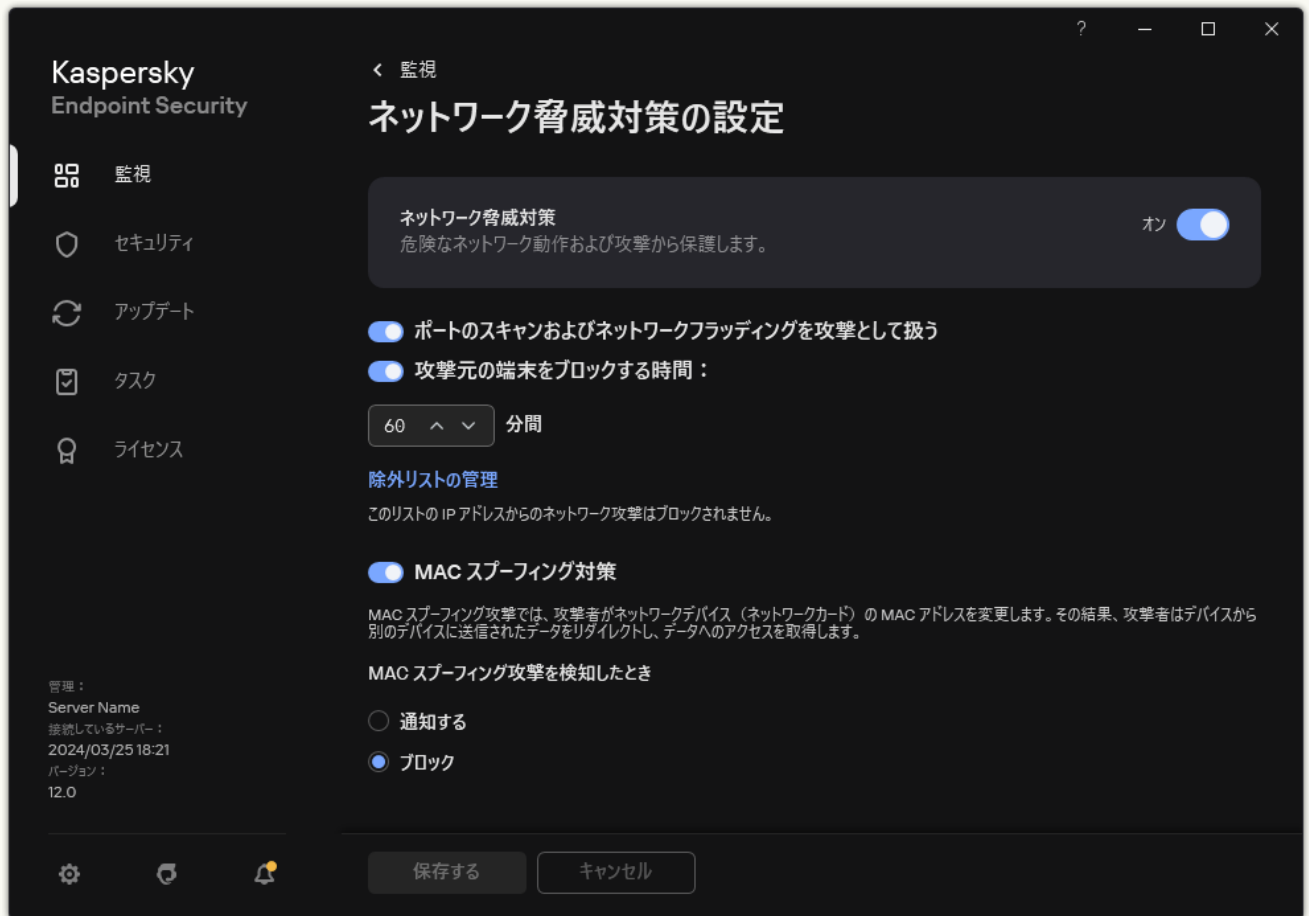 ?
Kaspersky
Endpoint Security
監視
セキュリティ
アップデート
タスク
ライセンス
管理：
Server Name
接続しているサーバー：
2024/03/25 18:21
バージョン：
12.0
監視
ネットワーク脅威対策の設定
ネットワーク脅威対策
危険なネットワーク動作および攻撃から保護します。
オン
ポートのスキャンおよびネットワークフラッディングを攻撃として扱う
攻撃元の端末をブロックする時間：
60 分間
除外リストの管理
このリストの IP アドレスからのネットワーク攻撃はブロックされません。
MAC スプーフィング対策
MAC スプーフィング攻撃では、攻撃者がネットワークデバイス（ネットワークカード）の MAC アドレスを変更します。その結果、攻撃者はデバイスから
別のデバイスに送信されたデータをリダイレクトし、データへのアクセスを取得します。
MAC スプーフィング攻撃を検知したとき
通知する
ブロック
保存する
キャンセル